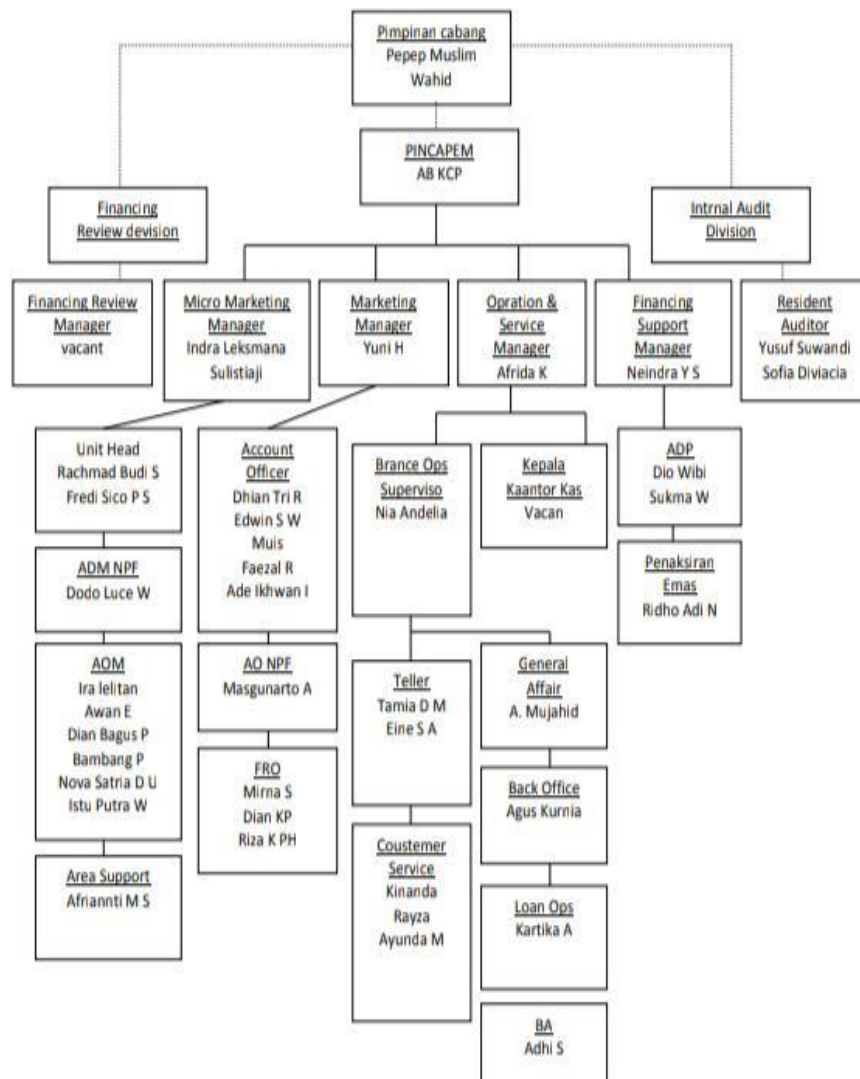 Pimpinan cabang
Pepep Muslim
Wahid
PINCAPEM
AB KCP
Financing
Review devision
Intrnal Audit
Division
Financing Review
Manager
vacant
Micro Marketing
Manager
Indra Leksmana
Sulistiaji
Marketing
Manager
Yuni H
Opration &
Service
Manager
Afrida K
Financing
Support
Manager
Neindra Y S
Resident
Auditor
Yusuf Suwandi
Sofia Diviacia
Unit Head
Rachmad Budi S
Fredi Sico P S
Account
Officer
Dhian Tri R
Edwin S W
Muis
Faezal R
Ade Ikhwan I
Brance Ops
Superviso
Nia Andelia
Kepala
Kaantor Kas
Vacan
ADP
Dio Wibi
Sukma W
ADM NPF
Dodo Luce W
Penaksiran
Emas
Ridho Adi N
AOM
Ira lelitan
Awan E
Dian Bagus P
Bambang P
Nova Satria D U
Istu Putra W
AO NPF
Masgunarto A
Teller
Tamia D M
Eine S A
General
Affair
A. Mujahid
FRO
Mirna S
Dian KP
Riza K PH
Back Office
Agus Kurnia
Coustemer
Service
Kinanda
Rayza
Ayunda M
Area Support
Afriannti M S
Loan Ops
Kartika A
BA
Adhi S